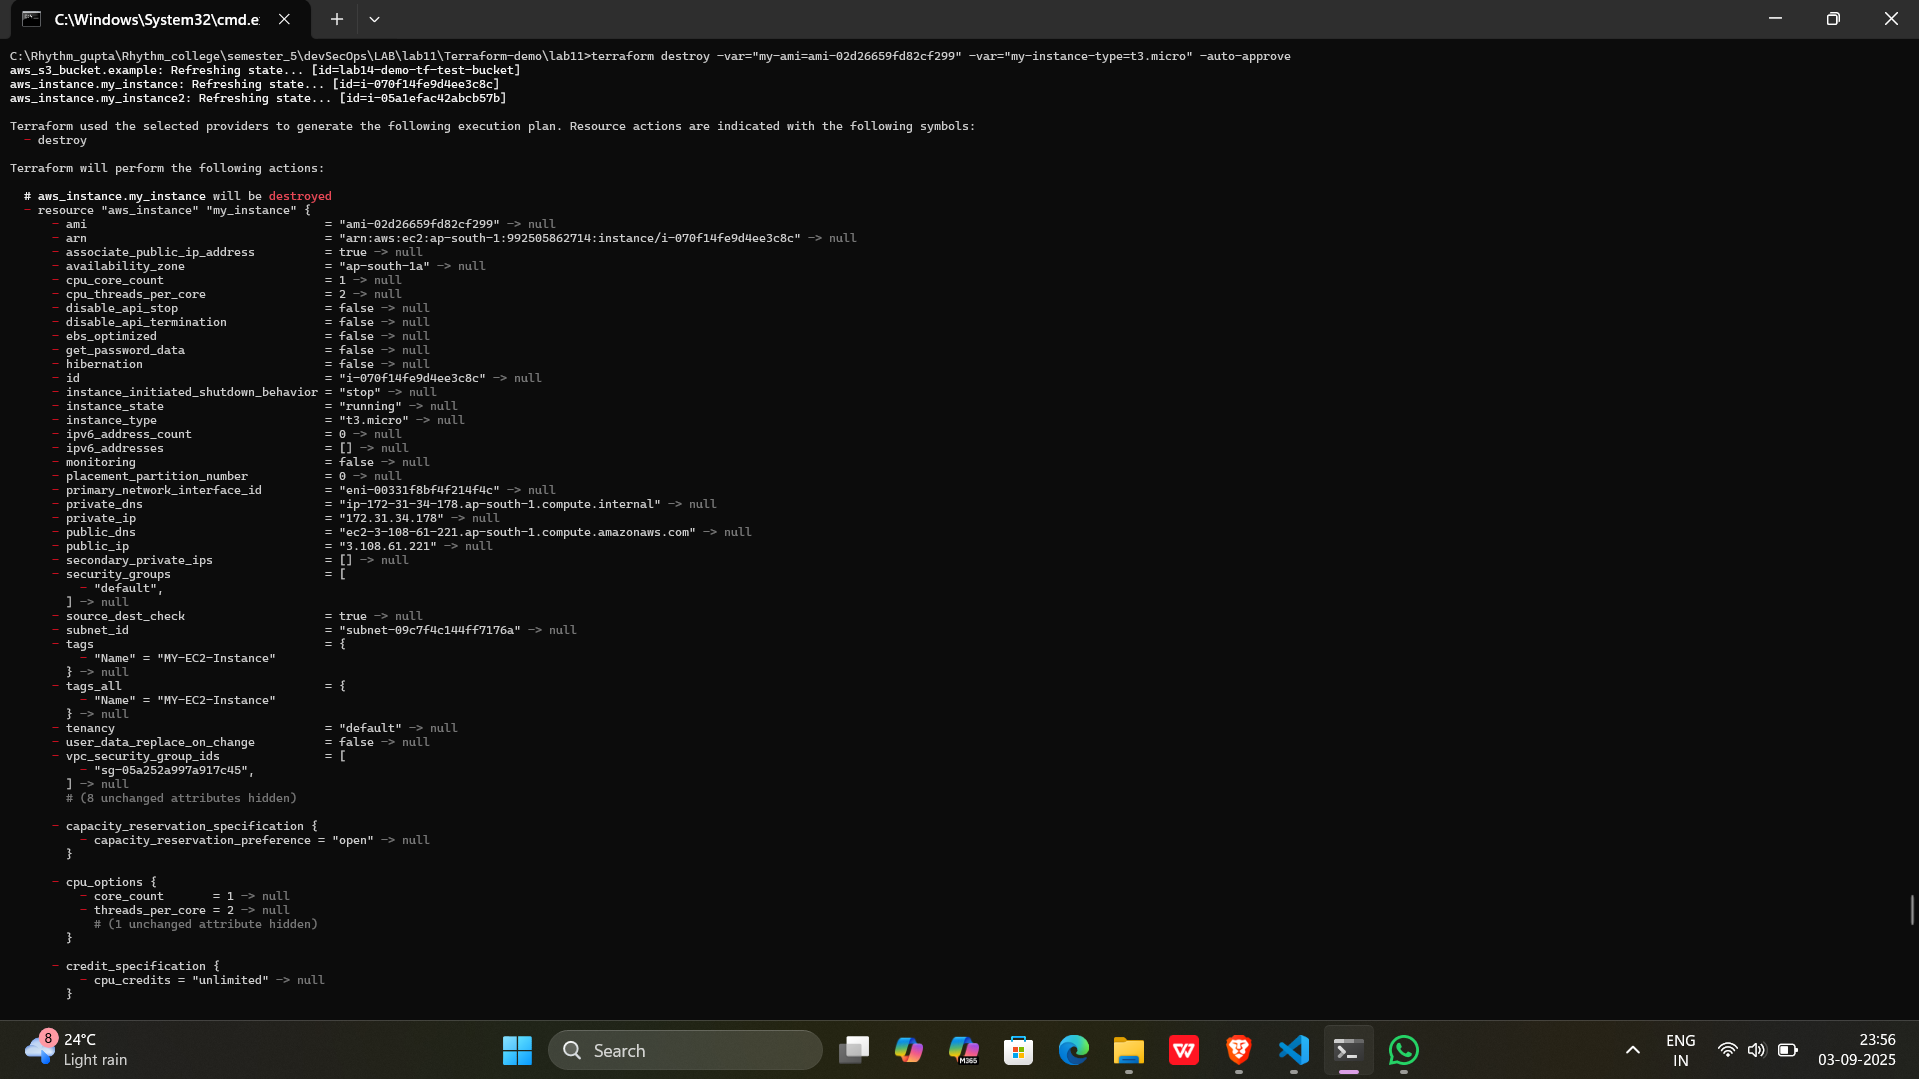 C:\Windows\System32\cmd.e
C:\Rhythm_gupta\Rhythm_college\semester_5\devSecOps\LAB\lab11\Terraform-demo\lab11>terraform destroy -var="my-ami=ami-02d26659fd82cf299" -var="my-instance-type=t3.micro" -auto-approve
aws_s3_bucket.example: Refreshing state... [id=lab14-demo-tf-test-bucket]
aws_instance.my_instance: Refreshing state... [id=i-070f14fe9d4ee3c8c]
aws_instance.my_instance2: Refreshing state... [id=i-05a1efac42abcb57b]
Terraform used the selected providers to generate the following execution plan. Resource actions are indicated with the following symbols:
- destroy
Terraform will perform the following actions:
# aws_instance.my_instance will be destroyed
- resource "aws_instance" "my_instance" {
- ami = "ami-02d26659fd82cf299" -> null
- arn = "arn:aws:ec2:ap-south-1:992505862714:instance/i-070f14fe9d4ee3c8c" -> null
- associate_public_ip_address = true -> null
- availability_zone = "ap-south-1a" -> null
- cpu_core_count = 1 -> null
- cpu_threads_per_core = 2 -> null
- disable_api_stop = false -> null
- disable_api_termination = false -> null
- ebs_optimized = false -> null
- get_password_data = false -> null
- hibernation = false -> null
- id = "i-070f14fe9d4ee3c8c" -> null
- instance_initiated_shutdown_behavior = "stop" -> null
- instance_state = "running" -> null
- instance_type = "t3.micro" -> null
- ipv6_address_count = 0 -> null
- ipv6_addresses = [] -> null
- monitoring = false -> null
- placement_partition_number = 0 -> null
- primary_network_interface_id = "eni-00331f8bf4f214f4c" -> null
- private_dns = "ip-172-31-34-178.ap-south-1.compute.internal" -> null
- private_ip = "172.31.34.178" -> null
- public_dns = "ec2-3-108-61-221.ap-south-1.compute.amazonaws.com" -> null
- public_ip = "3.108.61.221" -> null
- secondary_private_ips = [] -> null
- security_groups = [
- "default",
] -> null
- source_dest_check = true -> null
- subnet_id = "subnet-09c7f4c144ff7176a" -> null
- tags = {
- "Name" = "MY-EC2-Instance"
} -> null
- tags_all = {
- "Name" = "MY-EC2-Instance"
} -> null
- tenancy = "default" -> null
- user_data_replace_on_change = false -> null
- vpc_security_group_ids = [
- "sg-05a252a997a917c45",
] -> null
# (8 unchanged attributes hidden)
- capacity_reservation_specification {
- capacity_reservation_preference = "open" -> null
}
- cpu_options {
- core_count = 1 -> null
- threads_per_core = 2 -> null
# (1 unchanged attribute hidden)
}
- credit_specification {
- cpu_credits = "unlimited" -> null
}
8
24°C
Light rain
Search
M365
W
ENG
IN
23:56
03-09-2025